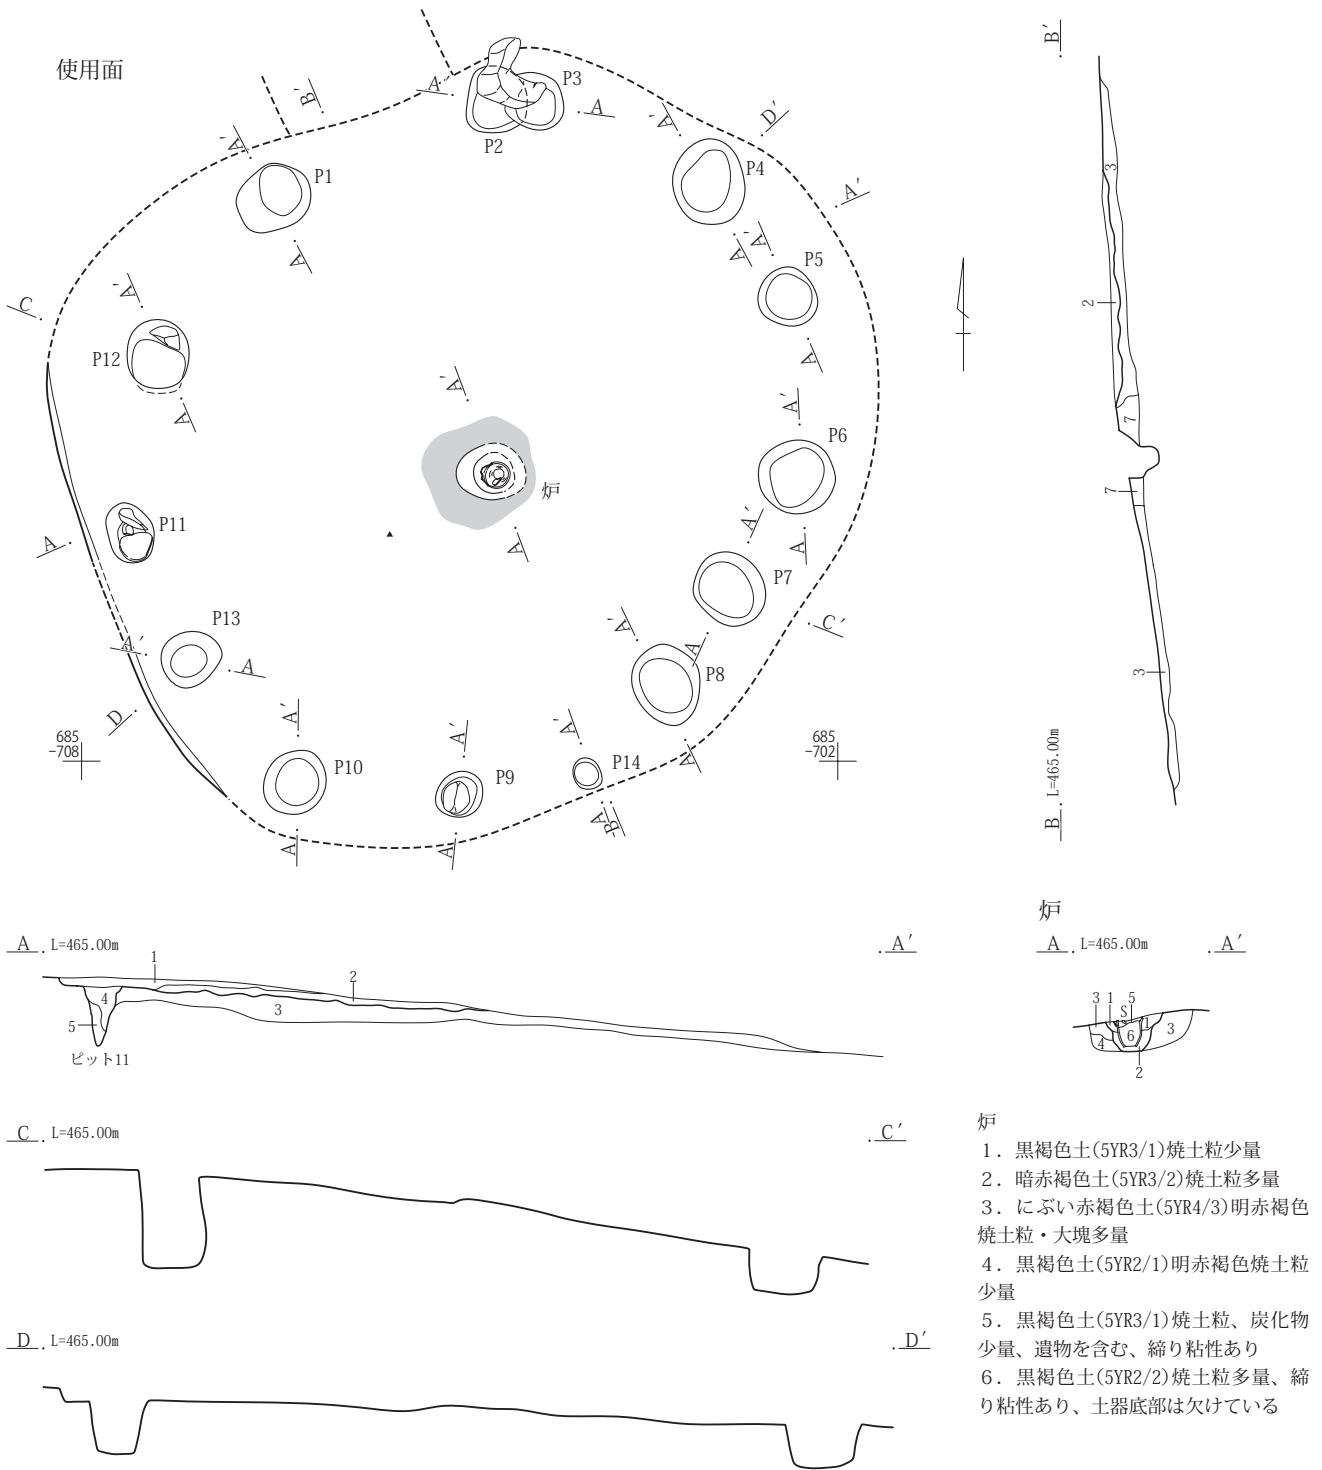 使用面
A
P3
B′
A
P2
A′
D′
A′
P1
P4
A′
A
A
A′
P5
C
A′
P12
A
A
A′
A′
P6
炉
P11
A
A
A′
A
P7
P13
A′
A
A′
A
C′
P8
D
A′
A′
A′
685
-708
P10
P9
P14
A
685
-702
A
A
A
B
B′
3
2
7
7
3
B L=465.00m
A L=465.00m
A′
1
2
3
4
5
ピット11
炉
A L=465.00m
A′
3
1
S
5
1
3
4
6
2
C L=465.00m
C′
D L=465.00m
D′
炉
１．黒褐色土(5YR3/1)焼土粒少量
２．暗赤褐色土(5YR3/2)焼土粒多量
３．にぶい赤褐色土(5YR4/3)明赤褐色
焼土粒・大塊多量
４．黒褐色土(5YR2/1)明赤褐色焼土粒
少量
５．黒褐色土(5YR3/1)焼土粒、炭化物
少量、遺物を含む、締り粘性あり
６．黒褐色土(5YR2/2)焼土粒多量、締
り粘性あり、土器底部は欠けている